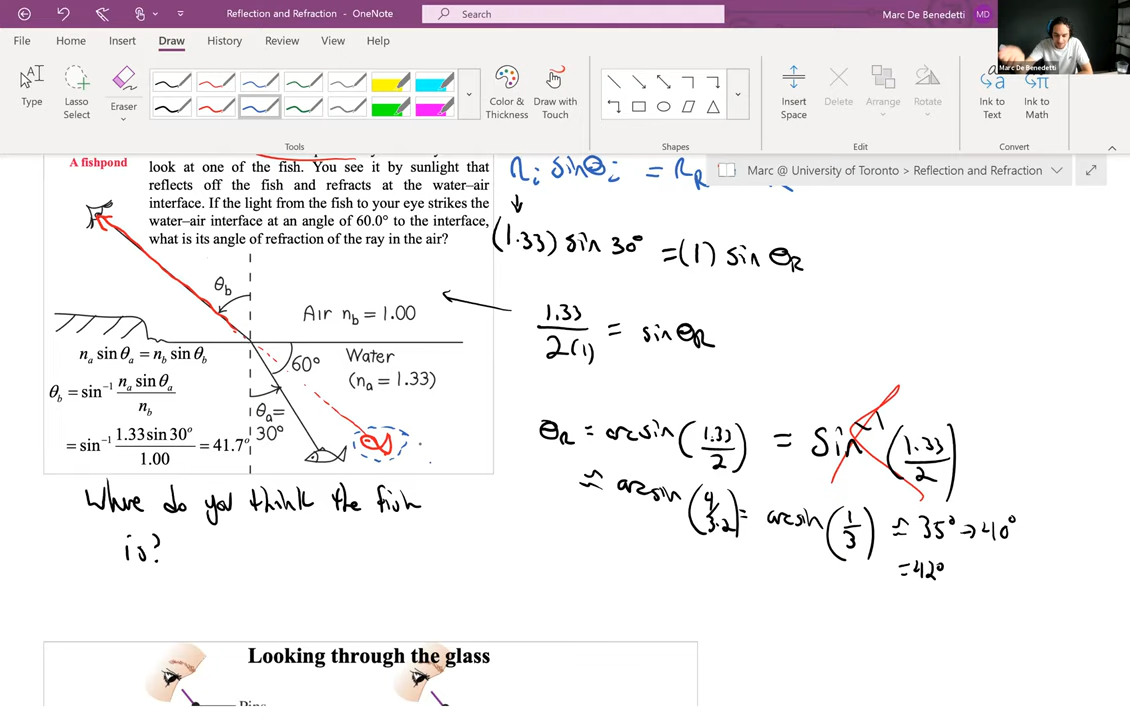 Reflection and Refraction - OneNote
Search
Marc De Benedetti
MD
Marc De Benedetti
File Home Insert Draw History Review View Help
Type
Lasso Select
Eraser
Color & Thickness
Draw with Touch
Insert Space
Delete
Arrange
Rotate
Ink to Text
Ink to Math
Tools
Shapes
Edit
Convert
Marc @ University of Toronto > Reflection and Refraction
A fishpond
look at one of the fish. You see it by sunlight that
reflects off the fish and refracts at the water–air
interface. If the light from the fish to your eye strikes the
water–air interface at an angle of 60.0° to the interface,
what is its angle of refraction of the ray in the air?
θb
Air nb = 1.00
60°
Water
(na = 1.33)
θa =
30°
na sin θa = nb sin θb
θb = sin⁻¹ na sin θa / nb
= sin⁻¹ 1.33 sin 30° / 1.00 = 41.7°
Where do you think the fish
is?
ni sinθi = nR
(1.33) sin 30° = (1) sin θR
1.33 / 2(1) = sin θR
θR = arcsin (1.33 / 2) = sin⁻¹ (1.33 / 2)
≈ arcsin (4 / 3·2) = arcsin (1 / 3) ≈ 35° → 40°
= 42°
Looking through the glass
Pins